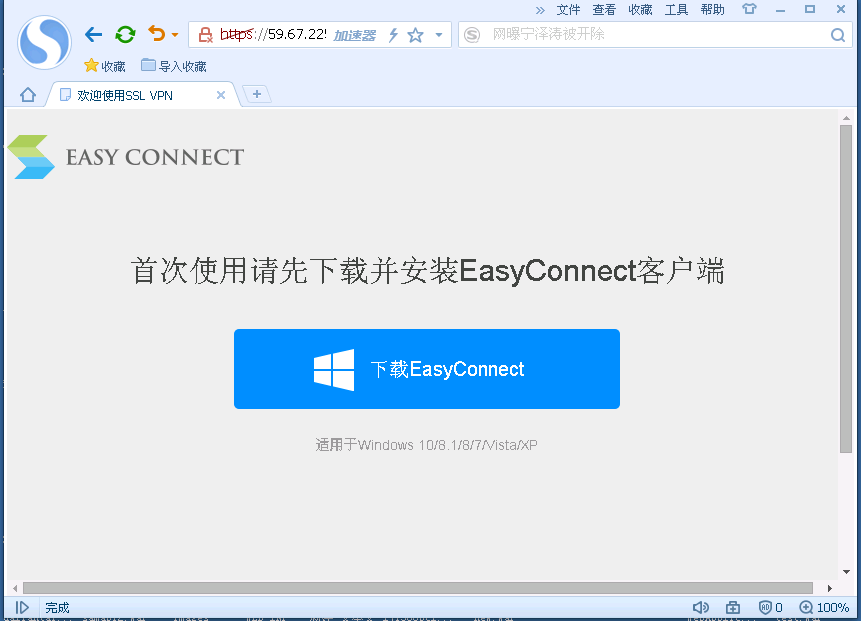 文件 查看 收藏 工具 帮助
https://59.67.22! 加速器
网曝宁泽涛被开除
收藏 导入收藏
欢迎使用SSL VPN
EASY CONNECT
首次使用请先下载并安装EasyConnect客户端
下载EasyConnect
适用于Windows 10/8.1/8/7/Vista/XP
完成 0 100%